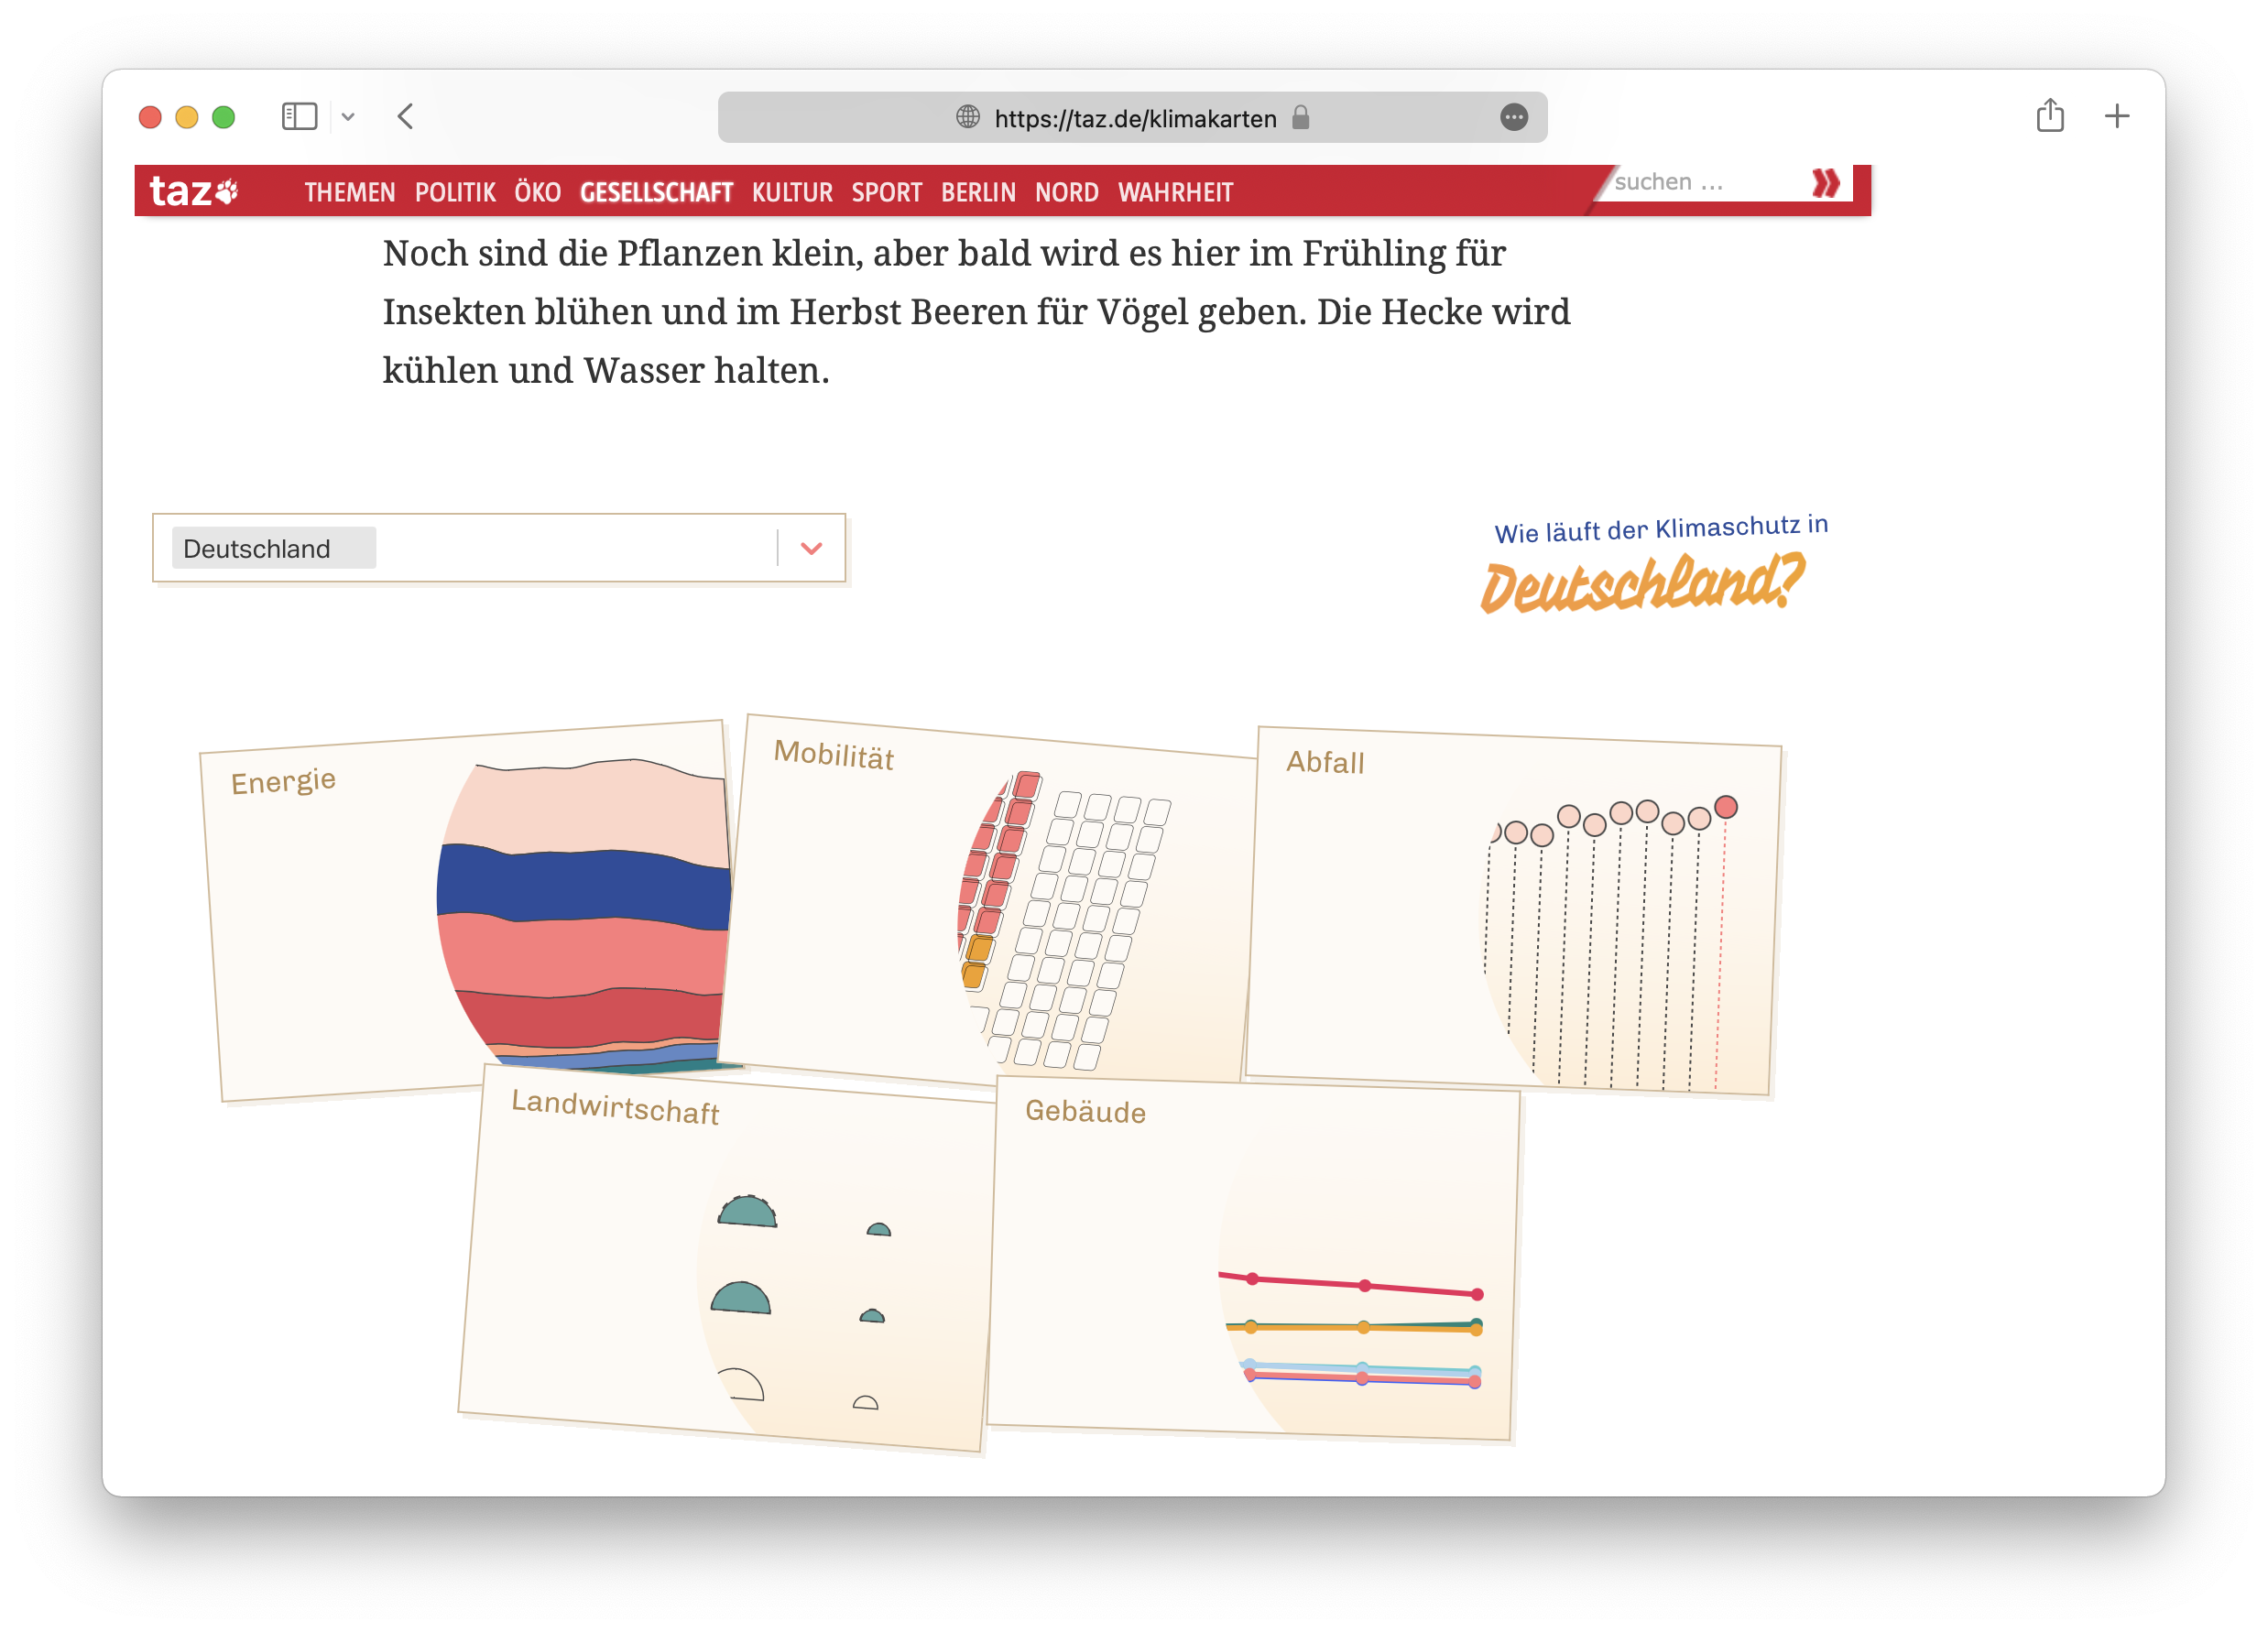 https://taz.de/klimakarten
taz
THEMEN POLITIK ÖKO GESELLSCHAFT KULTUR SPORT BERLIN NORD WAHRHEIT
suchen ...
Noch sind die Pflanzen klein, aber bald wird es hier im Frühling für
Insekten blühen und im Herbst Beeren für Vögel geben. Die Hecke wird
kühlen und Wasser halten.
Deutschland
Wie läuft der Klimaschutz in
Deutschland?
Energie
Mobilität
Abfall
Landwirtschaft
Gebäude